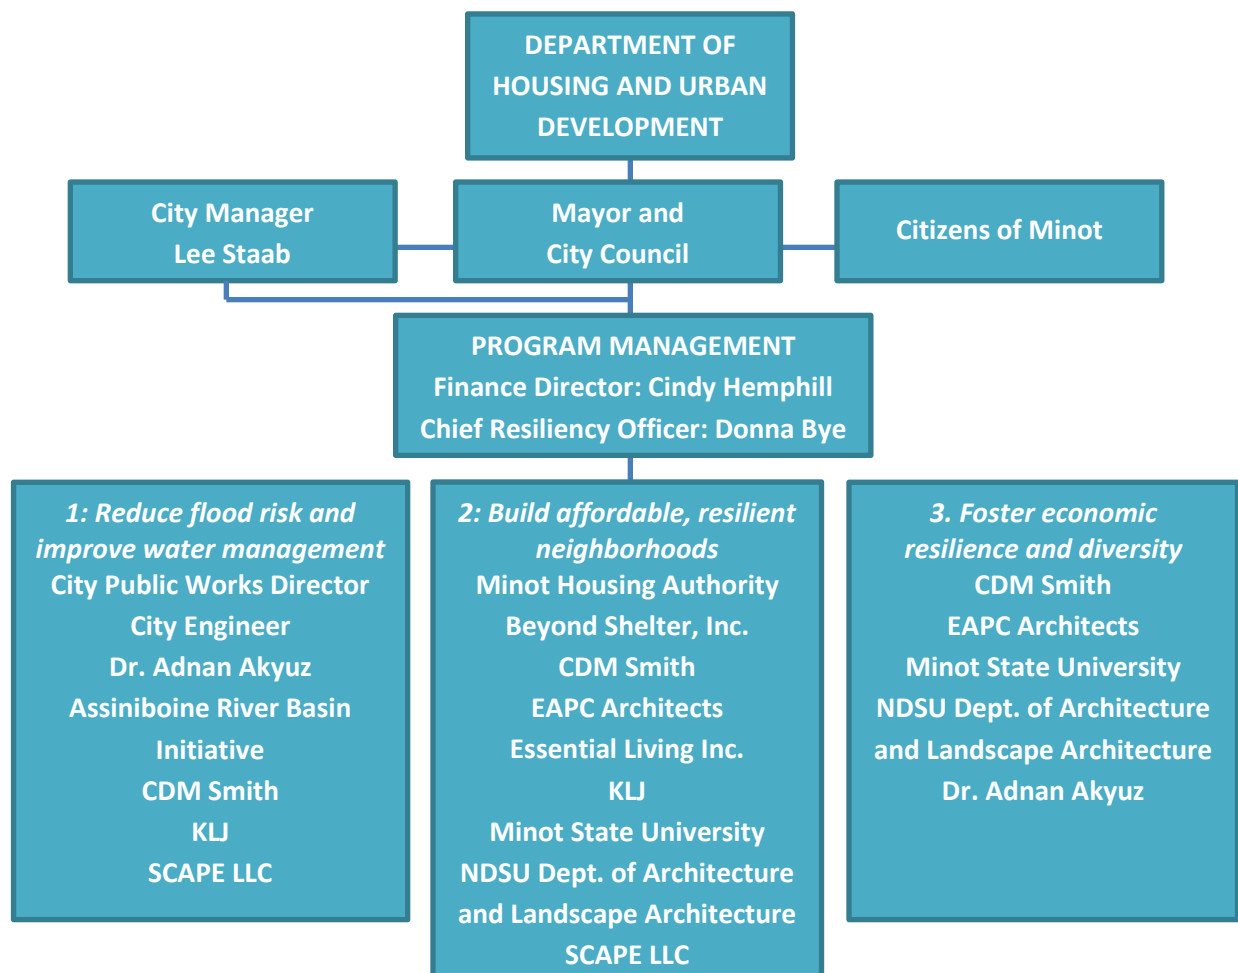 DEPARTMENT OF
HOUSING AND URBAN
DEVELOPMENT
City Manager
Lee Staab
Mayor and
City Council
Citizens of Minot
PROGRAM MANAGEMENT
Finance Director: Cindy Hemphill
Chief Resiliency Officer: Donna Bye
1: Reduce flood risk and
improve water management
City Public Works Director
City Engineer
Dr. Adnan Akyuz
Assiniboine River Basin
Initiative
CDM Smith
KLJ
SCAPE LLC
2: Build affordable, resilient
neighborhoods
Minot Housing Authority
Beyond Shelter, Inc.
CDM Smith
EAPC Architects
Essential Living Inc.
KLJ
Minot State University
NDSU Dept. of Architecture
and Landscape Architecture
SCAPE LLC
3. Foster economic
resilience and diversity
CDM Smith
EAPC Architects
Minot State University
NDSU Dept. of Architecture
and Landscape Architecture
Dr. Adnan Akyuz